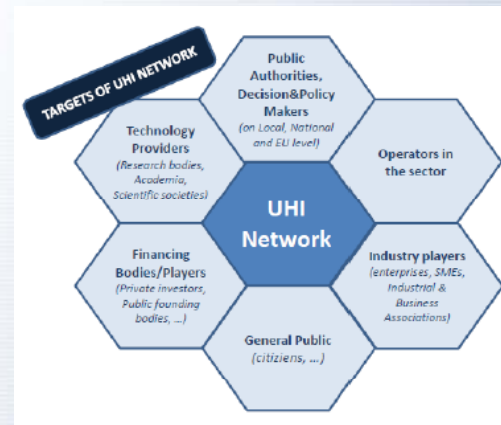 TARGETS OF UHI NETWORK
Public
Authorities,
Decision&Policy
Makers
(on Local, National
and EU level)
Technology
Providers
(Research bodies,
Academia,
Scientific societies)
Operators in
the sector
UHI
Network
Financing
Bodies/Players
(Private investors,
Public founding
bodies, ...)
Industry players
(enterprises, SMEs,
Industrial &
Business
Associations)
General Public
(citiziens, ...)